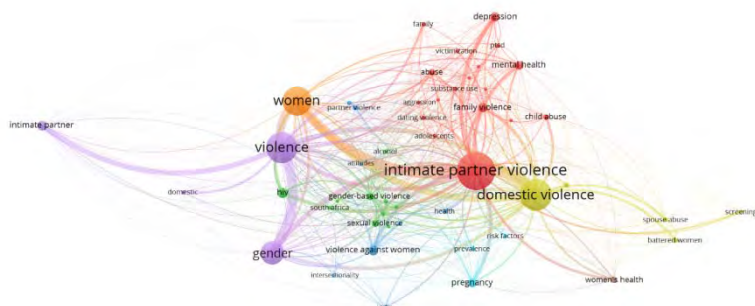 depression
family
ptsd
victimization
mental health
abuse
substance use
women
aggression
family violence
partner violence
child abuse
dating violence
intimate partner
adolescents
violence
alcohol
attitudes
intimate partner violence
domestic
hiv
gender-based violence
domestic violence
south africa
health
screening
sexual violence
spouse abuse
risk factors
battered women
gender
violence against women
prevalence
intersectionality
women's health
pregnancy